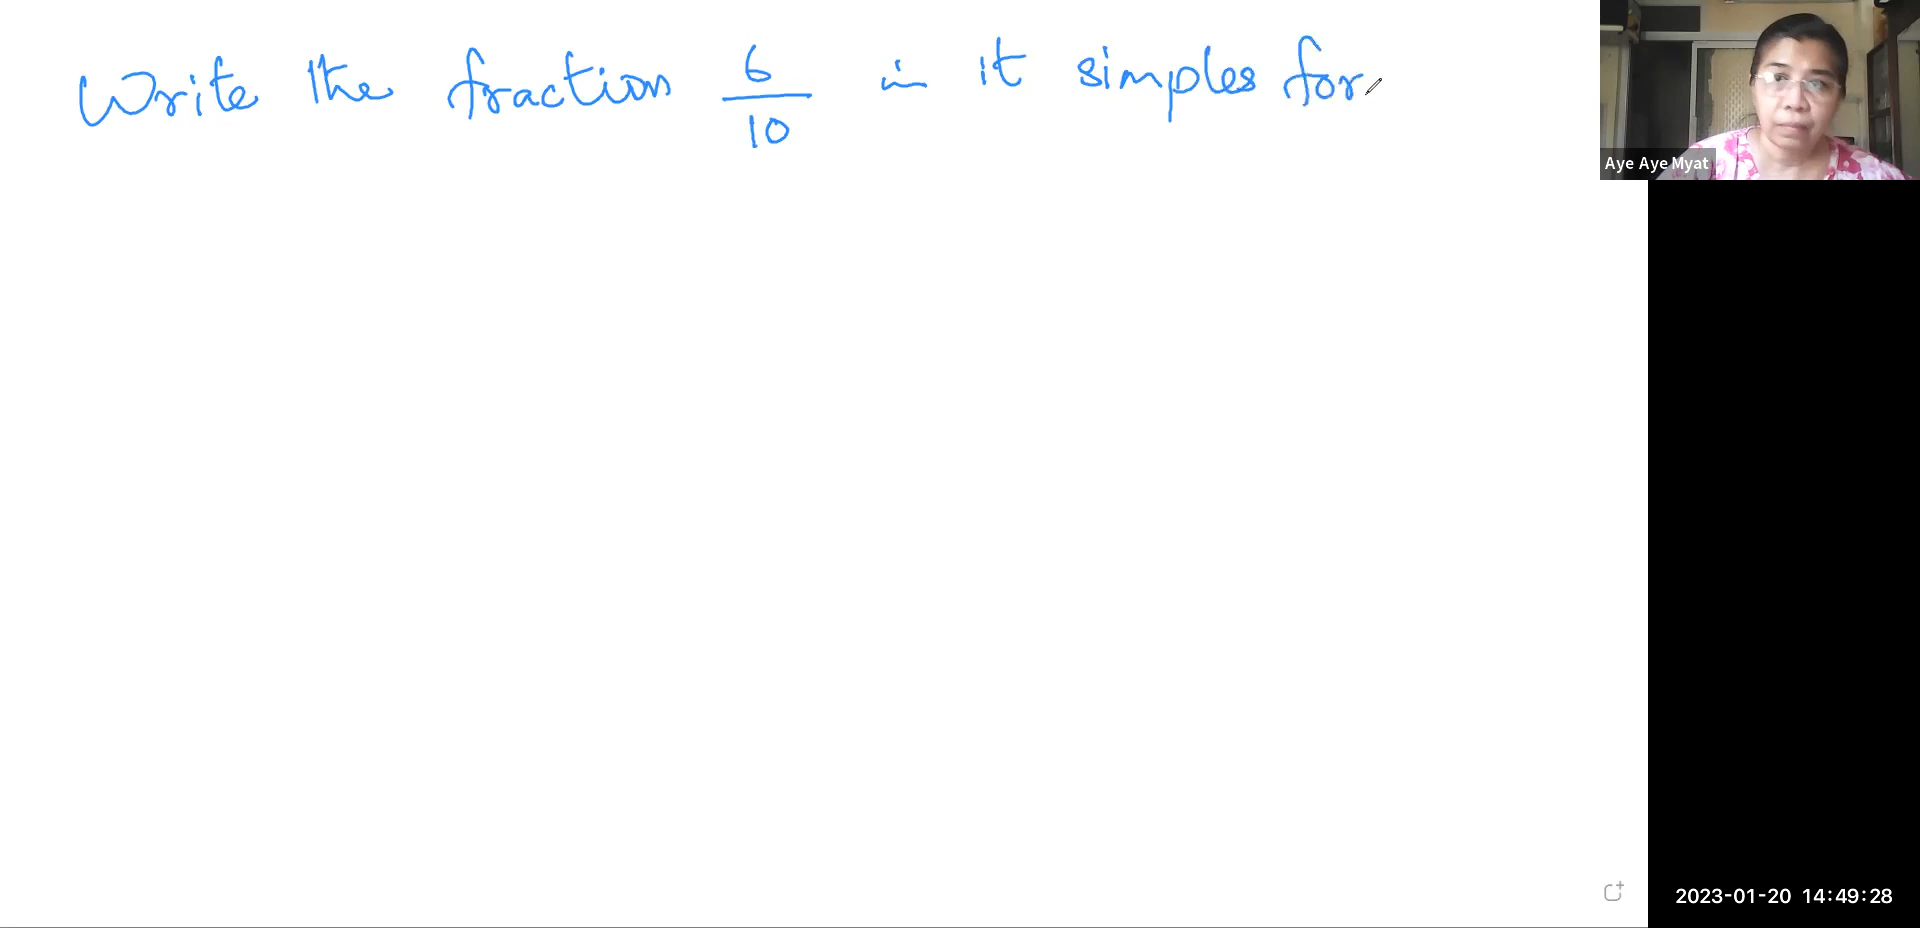 Write the fraction 6/10 in it simples for
Aye Aye Myat
2023-01-20 14:49:28